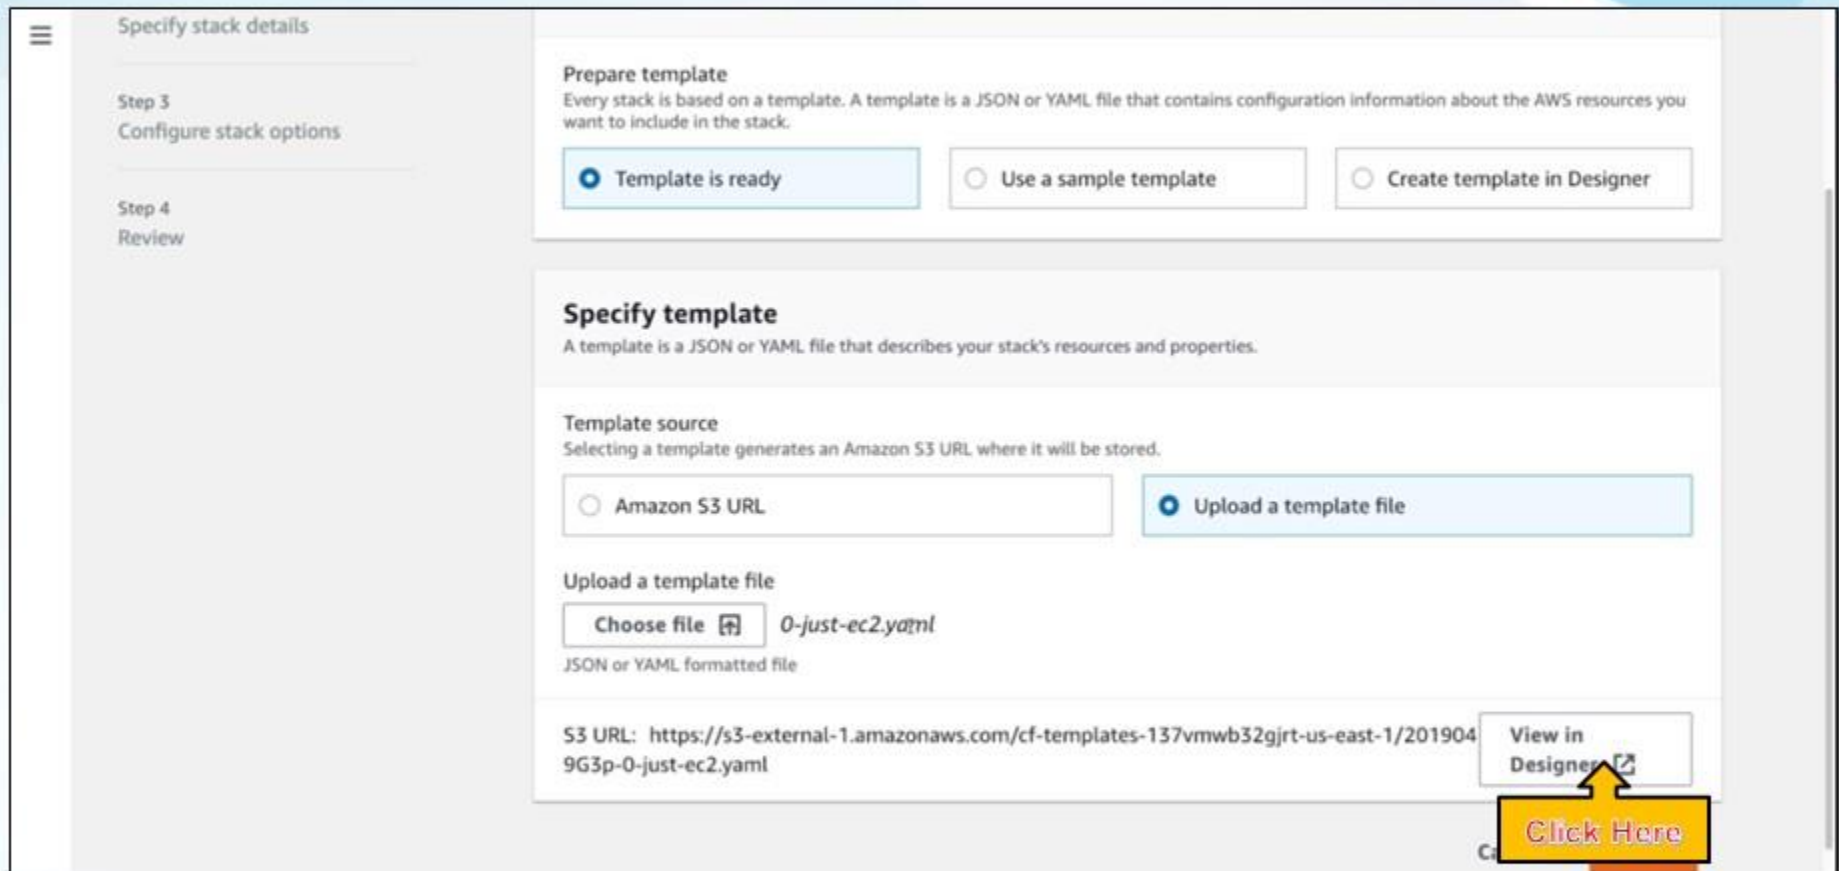 Specify stack details
Step 3
Configure stack options
Step 4
Review
Prepare template
Every stack is based on a template. A template is a JSON or YAML file that contains configuration information about the AWS resources you
want to include in the stack.
Template is ready
Use a sample template
Create template in Designer
Specify template
A template is a JSON or YAML file that describes your stack's resources and properties.
Template source
Selecting a template generates an Amazon S3 URL where it will be stored.
Amazon S3 URL
Upload a template file
Upload a template file
Choose file
0-just-ec2.yaml
JSON or YAML formatted file
S3 URL: https://s3-external-1.amazonaws.com/cf-templates-137vmwb32gjrt-us-east-1/201904
9G3p-0-just-ec2.yaml
View in
Designer
Click Here